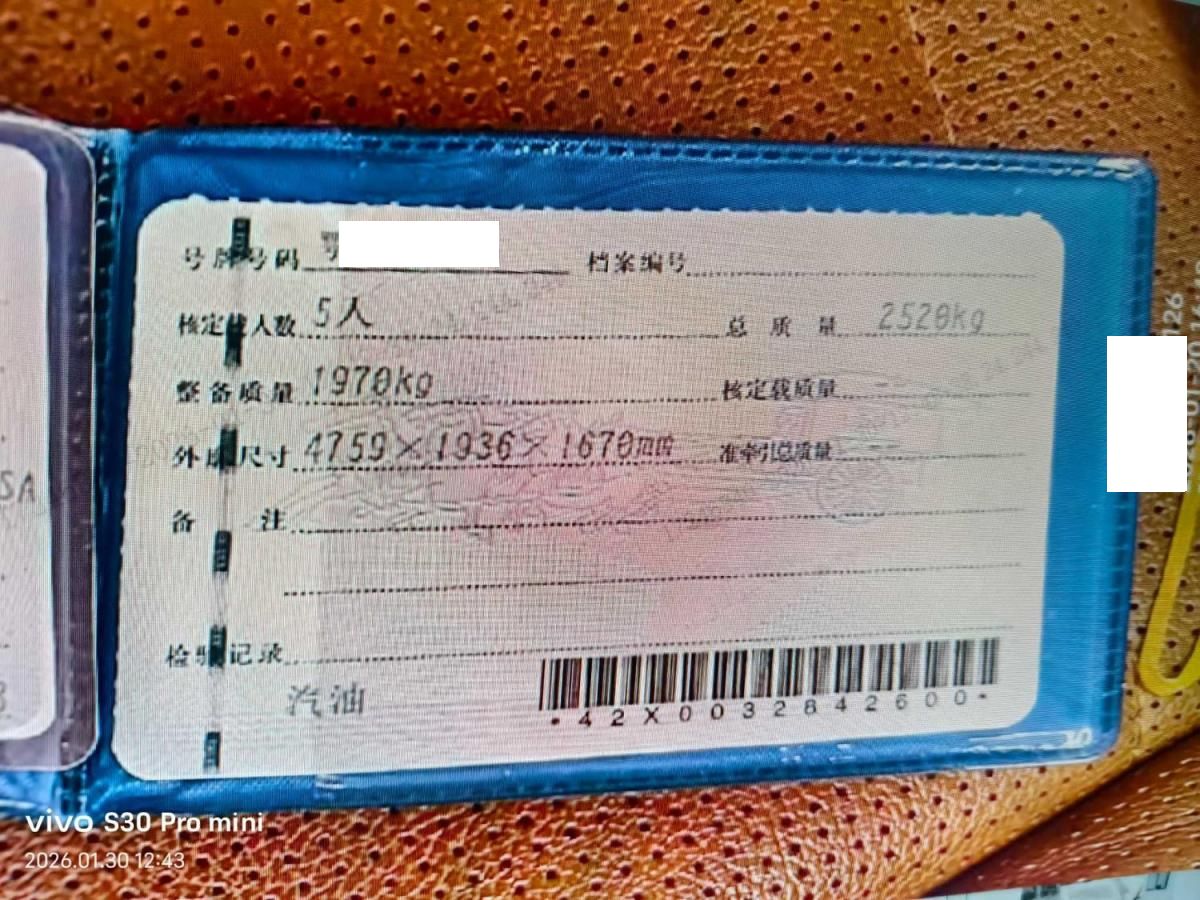 号牌号码 鄂 档案编号
核定载人数 5人 总质量 2520kg
整备质量 1970kg 核定载质量
外廓尺寸 4759×1936×1670mm 准牵引总质量
备注
检验记录
汽油
*42X0032842600*
SA
126
vivo S30 Pro mini
2026.01.30 12:43